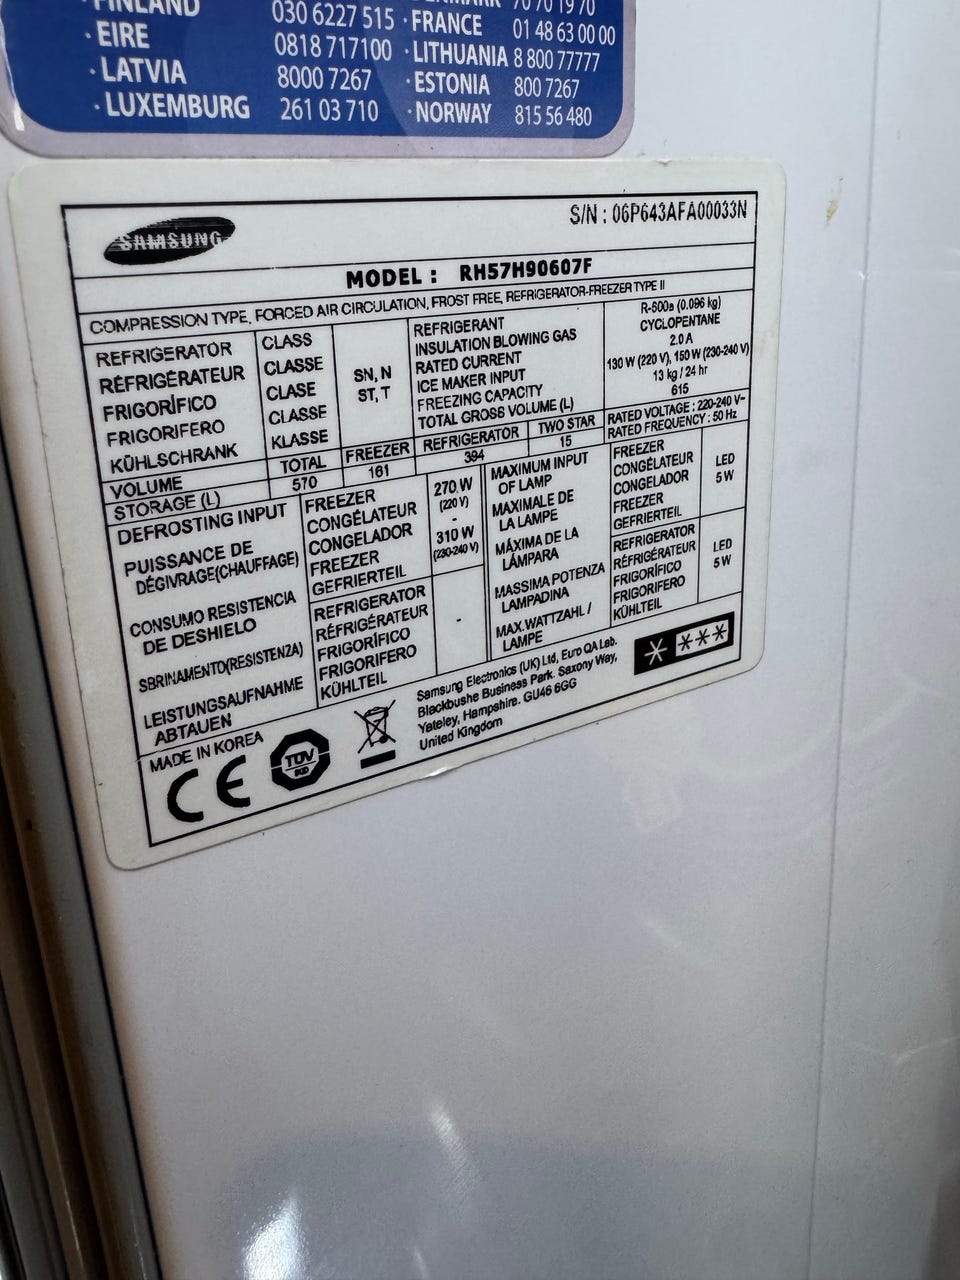 FINLAND 030 6227 515
· EIRE 0818 717100
· LATVIA 8000 7267
· LUXEMBURG 261 03 710
DENMARK 70 70 19 70
· FRANCE 01 48 63 00 00
· LITHUANIA 8 800 77777
· ESTONIA 800 7267
· NORWAY 815 56 480
SAMSUNG
S/N : 06P643AFA00033N
MODEL : RH57H90607F
COMPRESSION TYPE, FORCED AIR CIRCULATION, FROST FREE, REFRIGERATOR-FREEZER TYPE II
REFRIGERATOR
RÉFRIGÉRATEUR
FRIGORÍFICO
FRIGORIFERO
KÜHLSCHRANK
CLASS
CLASSE
CLASE
CLASSE
KLASSE
SN, N
ST, T
REFRIGERANT R-600a (0.096 kg)
INSULATION BLOWING GAS CYCLOPENTANE
RATED CURRENT 2.0 A
ICE MAKER INPUT 130 W (220 V), 150 W (230-240 V)
FREEZING CAPACITY 13 kg / 24 hr
TOTAL GROSS VOLUME (L) 615
VOLUME TOTAL FREEZER REFRIGERATOR TWO STAR
STORAGE (L) 570 161 394 15
RATED VOLTAGE : 220-240 V~
RATED FREQUENCY : 50 Hz
DEFROSTING INPUT
PUISSANCE DE
DÉGIVRAGE(CHAUFFAGE)
CONSUMO RESISTENCIA
DE DESHIELO
SBRINAMENTO(RESISTENZA)
LEISTUNGSAUFNAHME
ABTAUEN
FREEZER
CONGÉLATEUR
CONGELADOR
FREEZER
GEFRIERTEIL
270 W
(220 V)
-
310 W
(230-240 V)
REFRIGERATOR
RÉFRIGÉRATEUR
FRIGORÍFICO
FRIGORIFERO
KÜHLTEIL
-
MAXIMUM INPUT
OF LAMP
MAXIMALE DE
LA LAMPE
MÁXIMA DE LA
LÁMPARA
MASSIMA POTENZA
LAMPADINA
MAX. WATTZAHL /
LAMPE
FREEZER
CONGÉLATEUR
CONGELADOR
FREEZER
GEFRIERTEIL
LED
5 W
REFRIGERATOR
RÉFRIGÉRATEUR
FRIGORÍFICO
FRIGORIFERO
KÜHLTEIL
LED
5 W
MADE IN KOREA
CE
TÜV
Samsung Electronics (UK) Ltd, Euro QA Lab.
Blackbushe Business Park. Saxony Way,
Yateley, Hampshire. GU46 6GG
United Kingdom